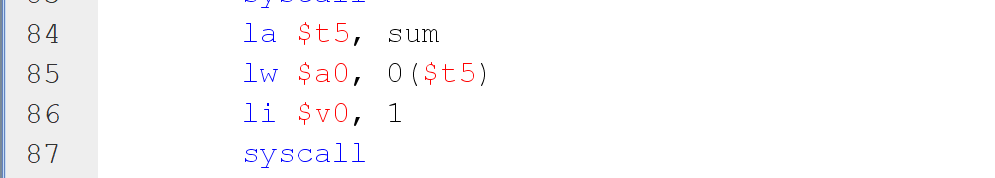 84 la $t5, sum
85 lw $a0, 0($t5)
86 li $v0, 1
87 syscall